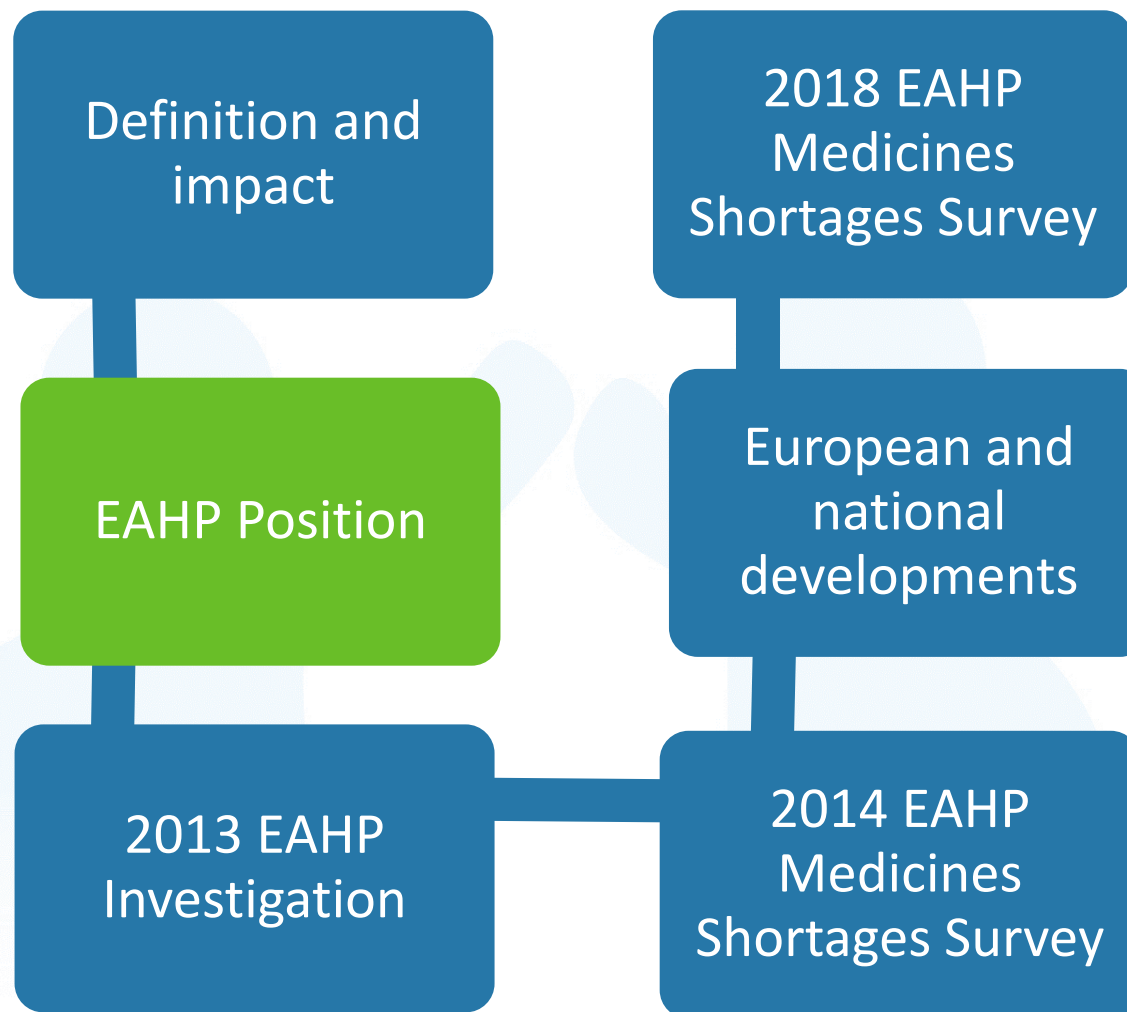 Definition and
impact
EAHP Position
2013 EAHP
Investigation
2014 EAHP
Medicines
Shortages Survey
European and
national
developments
2018 EAHP
Medicines
Shortages Survey